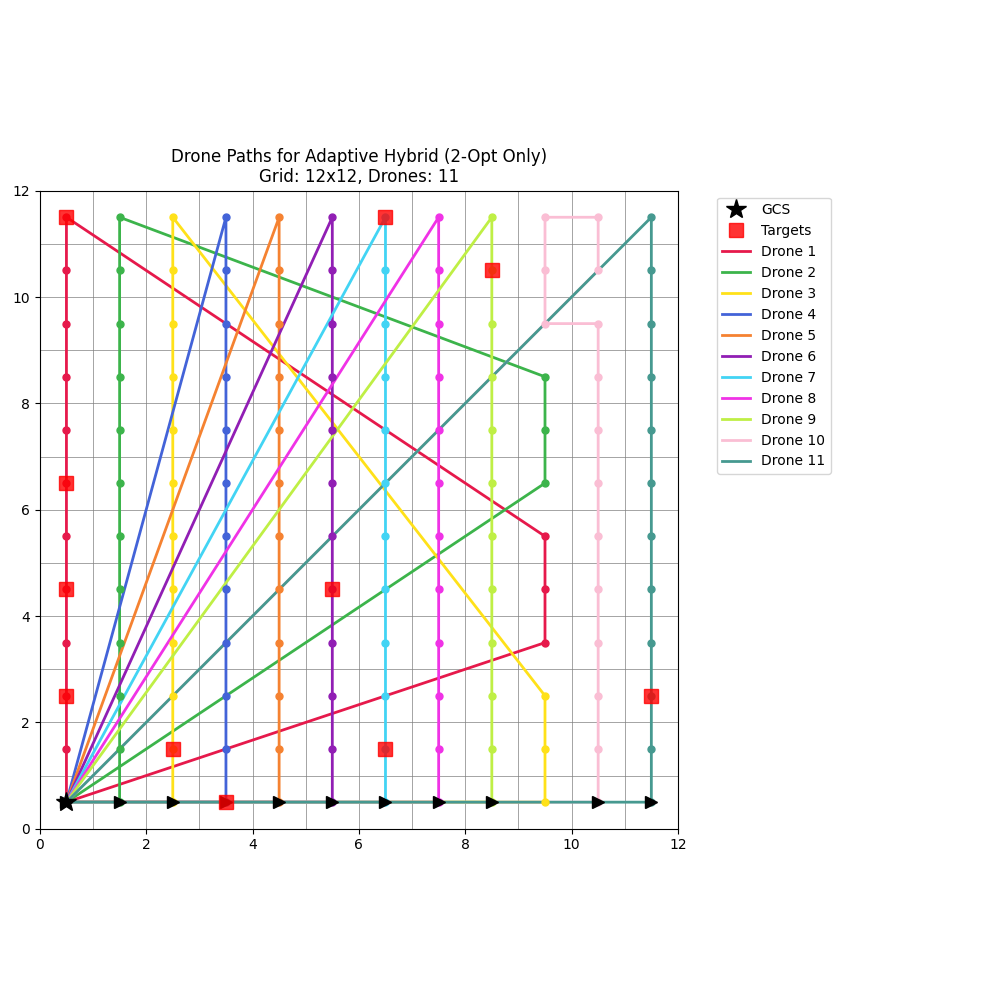 Drone Paths for Adaptive Hybrid (2-Opt Only)
Grid: 12x12, Drones: 11
12
10
8
6
4
2
0
0 2 4 6 8 10 12
GCS
Targets
Drone 1
Drone 2
Drone 3
Drone 4
Drone 5
Drone 6
Drone 7
Drone 8
Drone 9
Drone 10
Drone 11